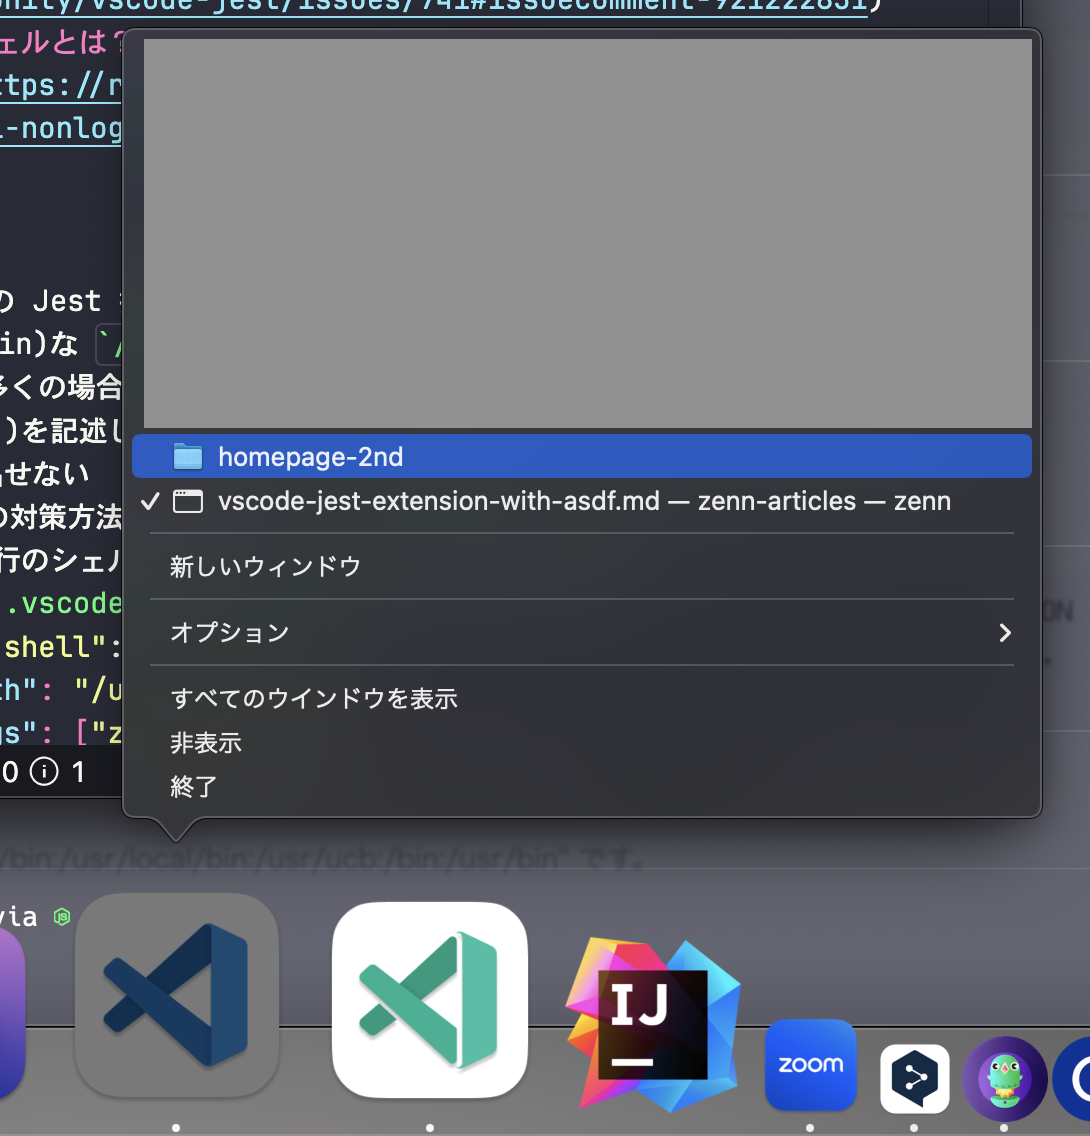 nity/vscode-jest/issues/741#issuecomment-921222851)
ェルとは？
ttps://r
l-nonlog
の Jest
in)な `/
多くの場合
)を記述し
出せない
の対策方法
行のシェル
.vscode
shell":
th": "/u
gs": ["z
0 1
homepage-2nd
✓ vscode-jest-extension-with-asdf.md — zenn-articles — zenn
新しいウィンドウ
オプション
すべてのウインドウを表示
非表示
終了
ON
/bin:/usr/local/bin:/usr/ucb:/bin:/usr/bin" です。
via
IJ
zoom